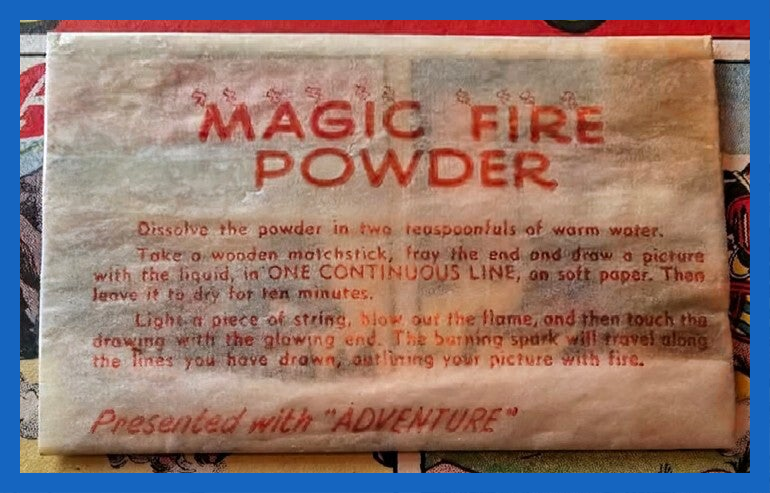 MAGIC FIRE
POWDER
Dissolve the powder in two teaspoonfuls of warm water.
Take a wooden matchstick, fray the end and draw a picture
with the liquid, in ONE CONTINUOUS LINE, on soft paper. Then
leave it to dry for ten minutes.
Light a piece of string, blow out the flame, and then touch the
drawing with the glowing end. The burning spark will travel along
the lines you have drawn, outlining your picture with fire.
Presented with "ADVENTURE"